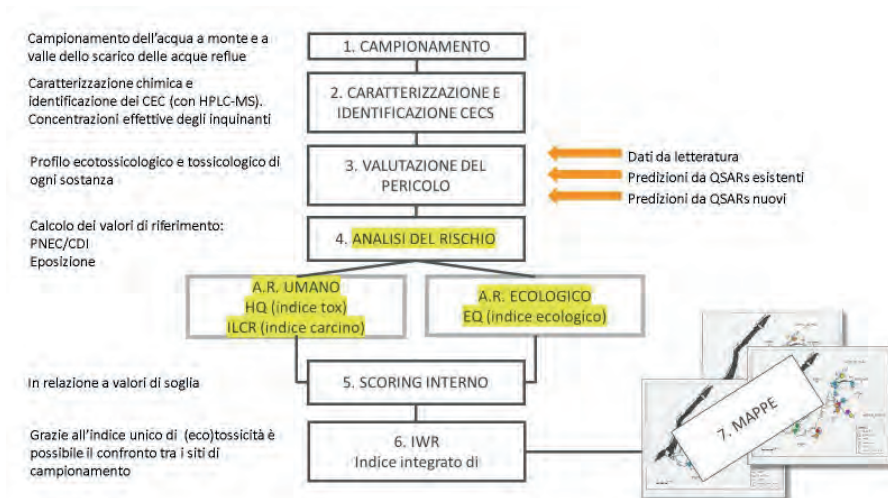 Campionamento dell'acqua a monte e a
valle dello scarico delle acque reflue
1. CAMPIONAMENTO
Caratterizzazione chimica e
identificazione dei CEC (con HPLC-MS).
Concentrazioni effettive degli inquinanti
2. CARATTERIZZAZIONE E
IDENTIFICAZIONE CECS
Profilo ecotossicologico e tossicologico di
ogni sostanza
3. VALUTAZIONE DEL
PERICOLO
Dati da letteratura
Predizioni da QSARs esistenti
Predizioni da QSARs nuovi
Calcolo dei valori di riferimento:
PNEC/CDI
Eposizione
4. ANALISI DEL RISCHIO
A.R. UMANO
HQ (indice tox)
ILCR (indice carcino)
A.R. ECOLOGICO
EQ (indice ecologico)
In relazione a valori di soglia
5. SCORING INTERNO
Grazie all'indice unico di (eco)tossicità è
possibile il confronto tra i siti di
campionamento
6. IWR
Indice integrato di
7. MAPPE